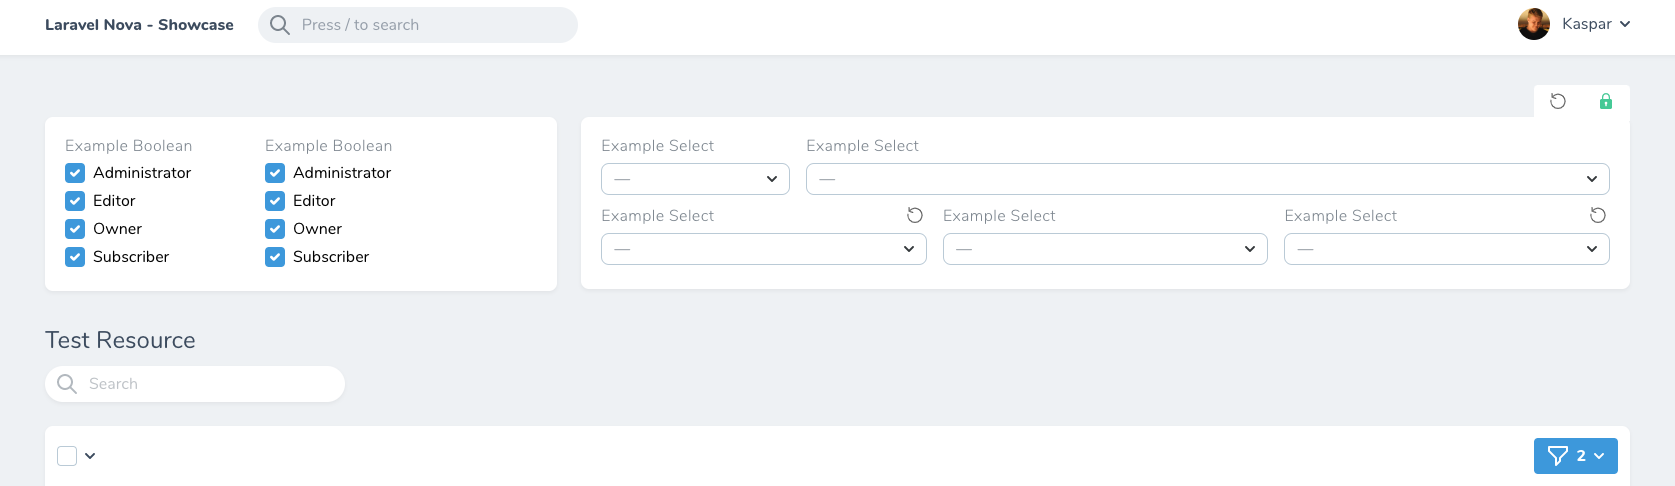 Laravel Nova - Showcase
Press / to search
Kaspar
Example Boolean
Administrator
Editor
Owner
Subscriber
Example Boolean
Administrator
Editor
Owner
Subscriber
Example Select
—
Example Select
—
Example Select
—
Example Select
—
Example Select
—
Test Resource
Search
2